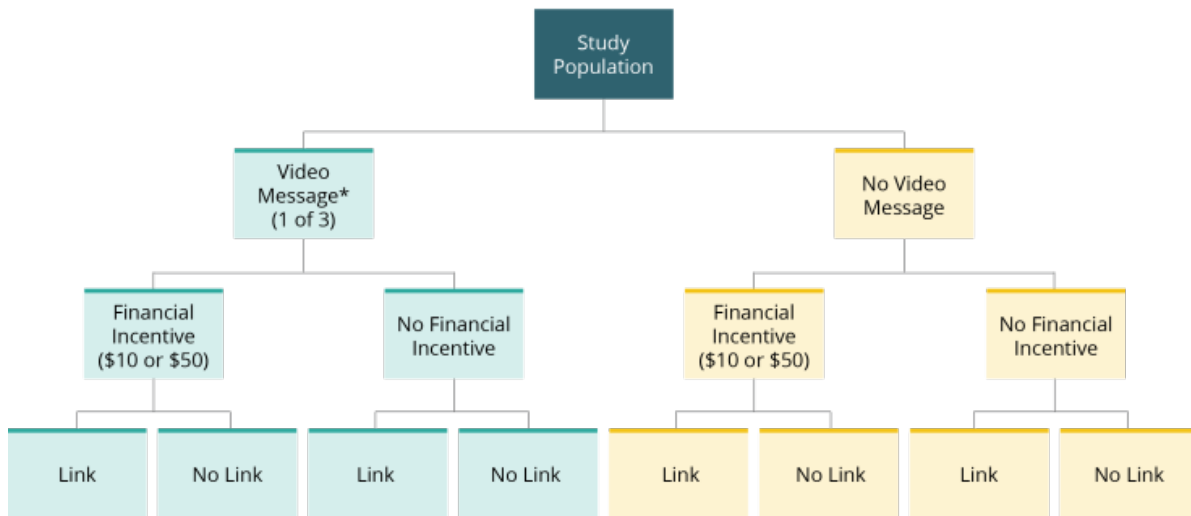 Study
Population
Video
Message*
(1 of 3)
No Video
Message
Financial
Incentive
($10 or $50)
No Financial
Incentive
Financial
Incentive
($10 or $50)
No Financial
Incentive
Link
No Link
Link
No Link
Link
No Link
Link
No Link